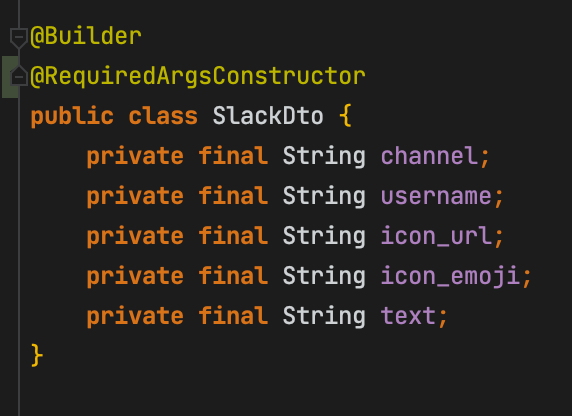 @Builder
@RequiredArgsConstructor
public class SlackDto {
    private final String channel;
    private final String username;
    private final String icon_url;
    private final String icon_emoji;
    private final String text;
}